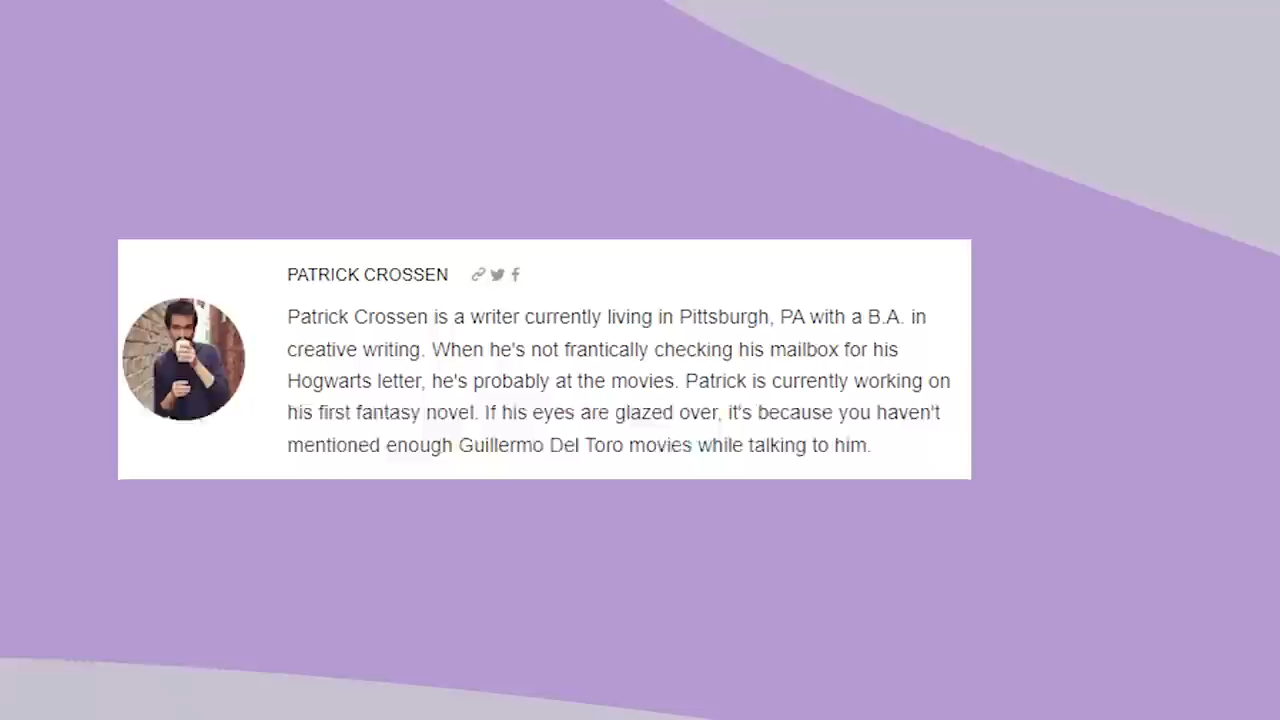 PATRICK CROSSEN
Patrick Crossen is a writer currently living in Pittsburgh, PA with a B.A. in
creative writing. When he's not frantically checking his mailbox for his
Hogwarts letter, he's probably at the movies. Patrick is currently working on
his first fantasy novel. If his eyes are glazed over, it's because you haven't
mentioned enough Guillermo Del Toro movies while talking to him.